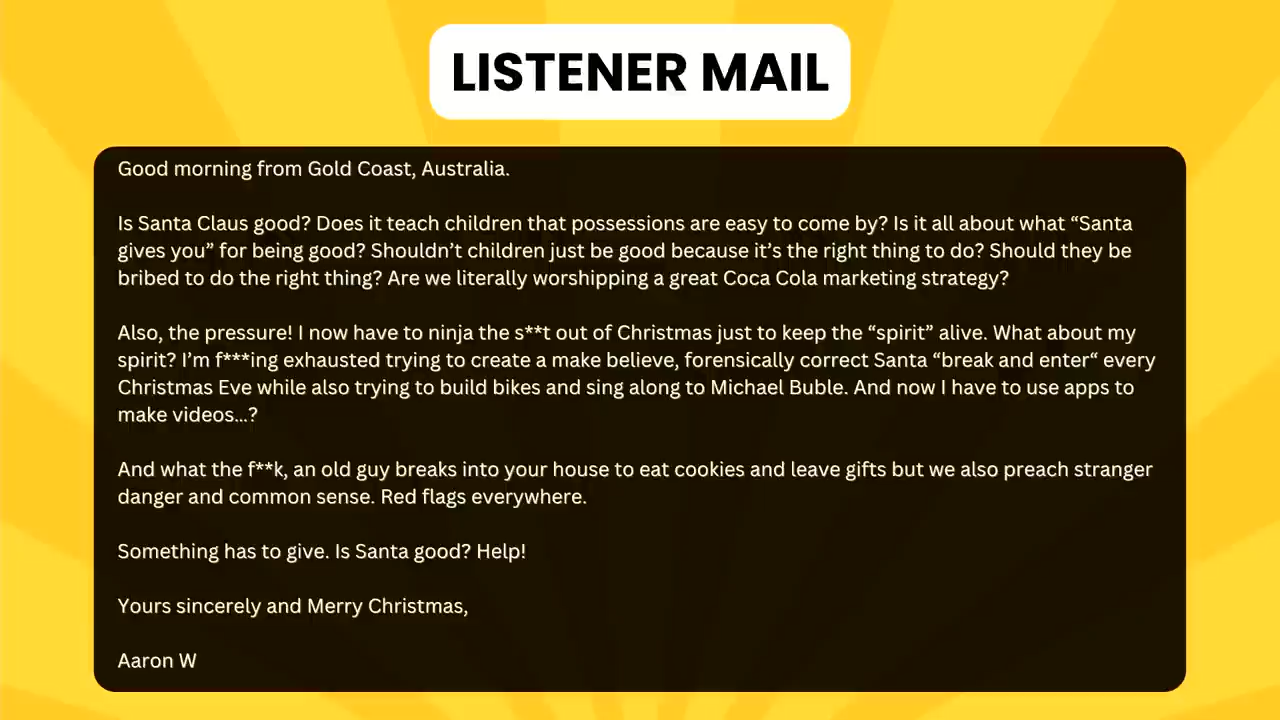 LISTENER MAIL
Good morning from Gold Coast, Australia.
Is Santa Claus good? Does it teach children that possessions are easy to come by? Is it all about what “Santa
gives you” for being good? Shouldn’t children just be good because it’s the right thing to do? Should they be
bribed to do the right thing? Are we literally worshipping a great Coca Cola marketing strategy?
Also, the pressure! I now have to ninja the s**t out of Christmas just to keep the “spirit” alive. What about my
spirit? I’m f***ing exhausted trying to create a make believe, forensically correct Santa “break and enter“ every
Christmas Eve while also trying to build bikes and sing along to Michael Buble. And now I have to use apps to
make videos...?
And what the f**k, an old guy breaks into your house to eat cookies and leave gifts but we also preach stranger
danger and common sense. Red flags everywhere.
Something has to give. Is Santa good? Help!
Yours sincerely and Merry Christmas,
Aaron W